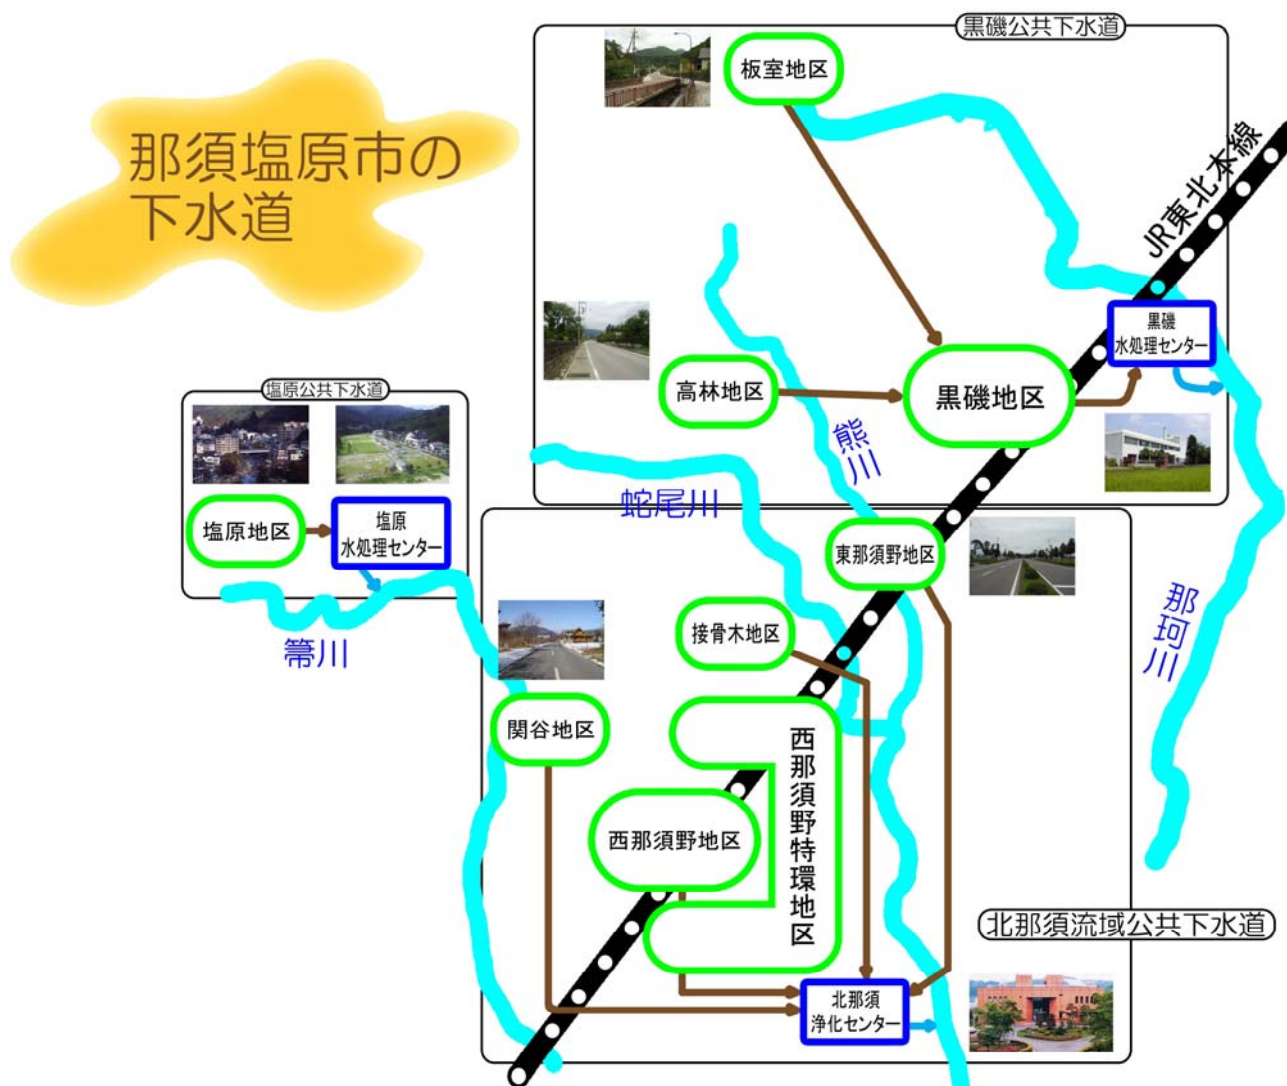 那須塩原市の
下水道
黒磯公共下水道
板室地区
JR東北本線
黒磯
水処理センター
高林地区
黒磯地区
熊川
蛇尾川
那珂川
塩原公共下水道
塩原地区
塩原
水処理センター
箒川
東那須野地区
接骨木地区
関谷地区
西那須野特環地区
西那須野地区
北那須流域公共下水道
北那須
浄化センター